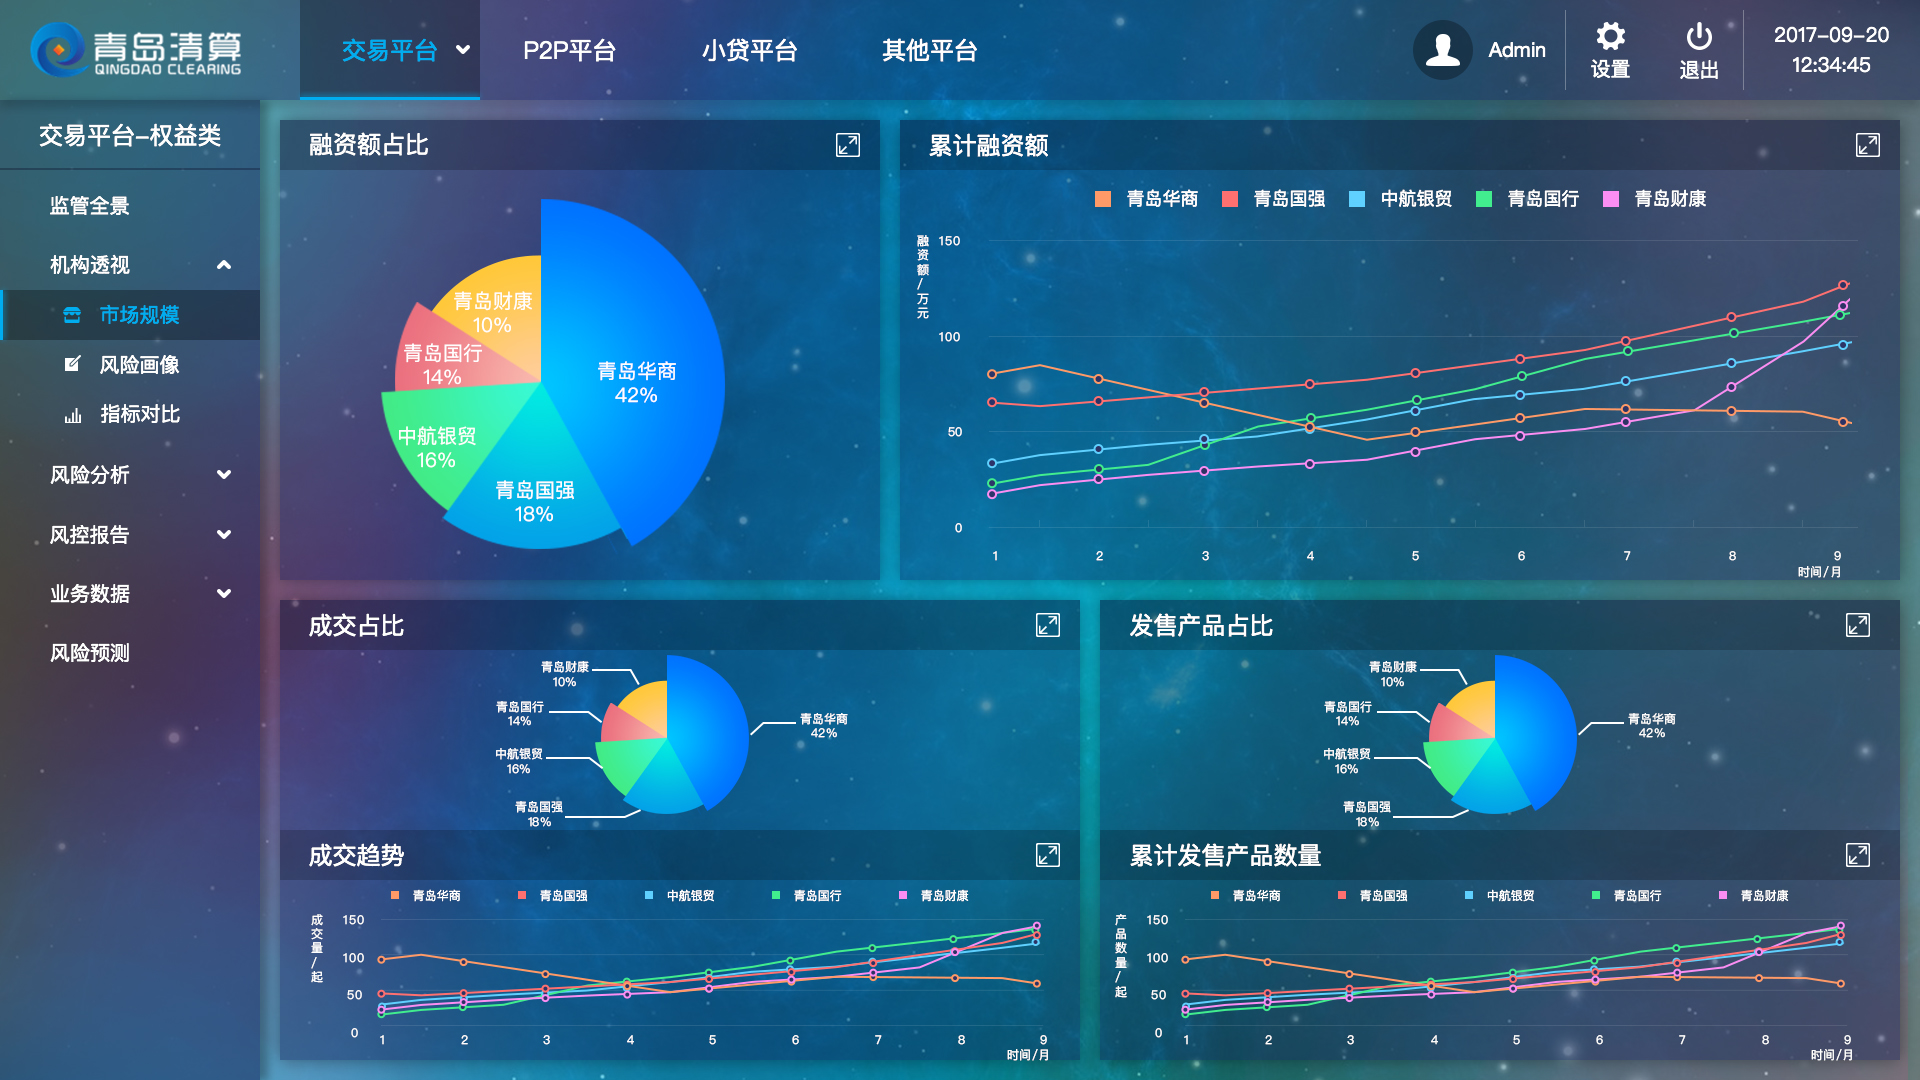 青岛清算
QINGDAO CLEARING
交易平台
P2P平台
小贷平台
其他平台
Admin
设置
退出
2017-09-20
12:34:45
交易平台-权益类
监管全景
机构透视
市场规模
风险画像
指标对比
风险分析
风控报告
业务数据
风险预测
融资额占比
青岛财康
10%
青岛国行
14%
青岛华商
42%
中航银贸
16%
青岛国强
18%
累计融资额
青岛华商 青岛国强 中航银贸 青岛国行 青岛财康
融资额/万元
150
100
50
0
1 2 3 4 5 6 7 8 9
时间/月
成交占比
青岛财康
10%
青岛国行
14%
青岛华商
42%
中航银贸
16%
青岛国强
18%
成交趋势
青岛华商 青岛国强 中航银贸 青岛国行 青岛财康
成交量/起
150
100
50
0
1 2 3 4 5 6 7 8 9
时间/月
发售产品占比
青岛财康
10%
青岛国行
14%
青岛华商
42%
中航银贸
16%
青岛国强
18%
累计发售产品数量
青岛华商 青岛国强 中航银贸 青岛国行 青岛财康
产品数量/起
150
100
50
0
1 2 3 4 5 6 7 8 9
时间/月